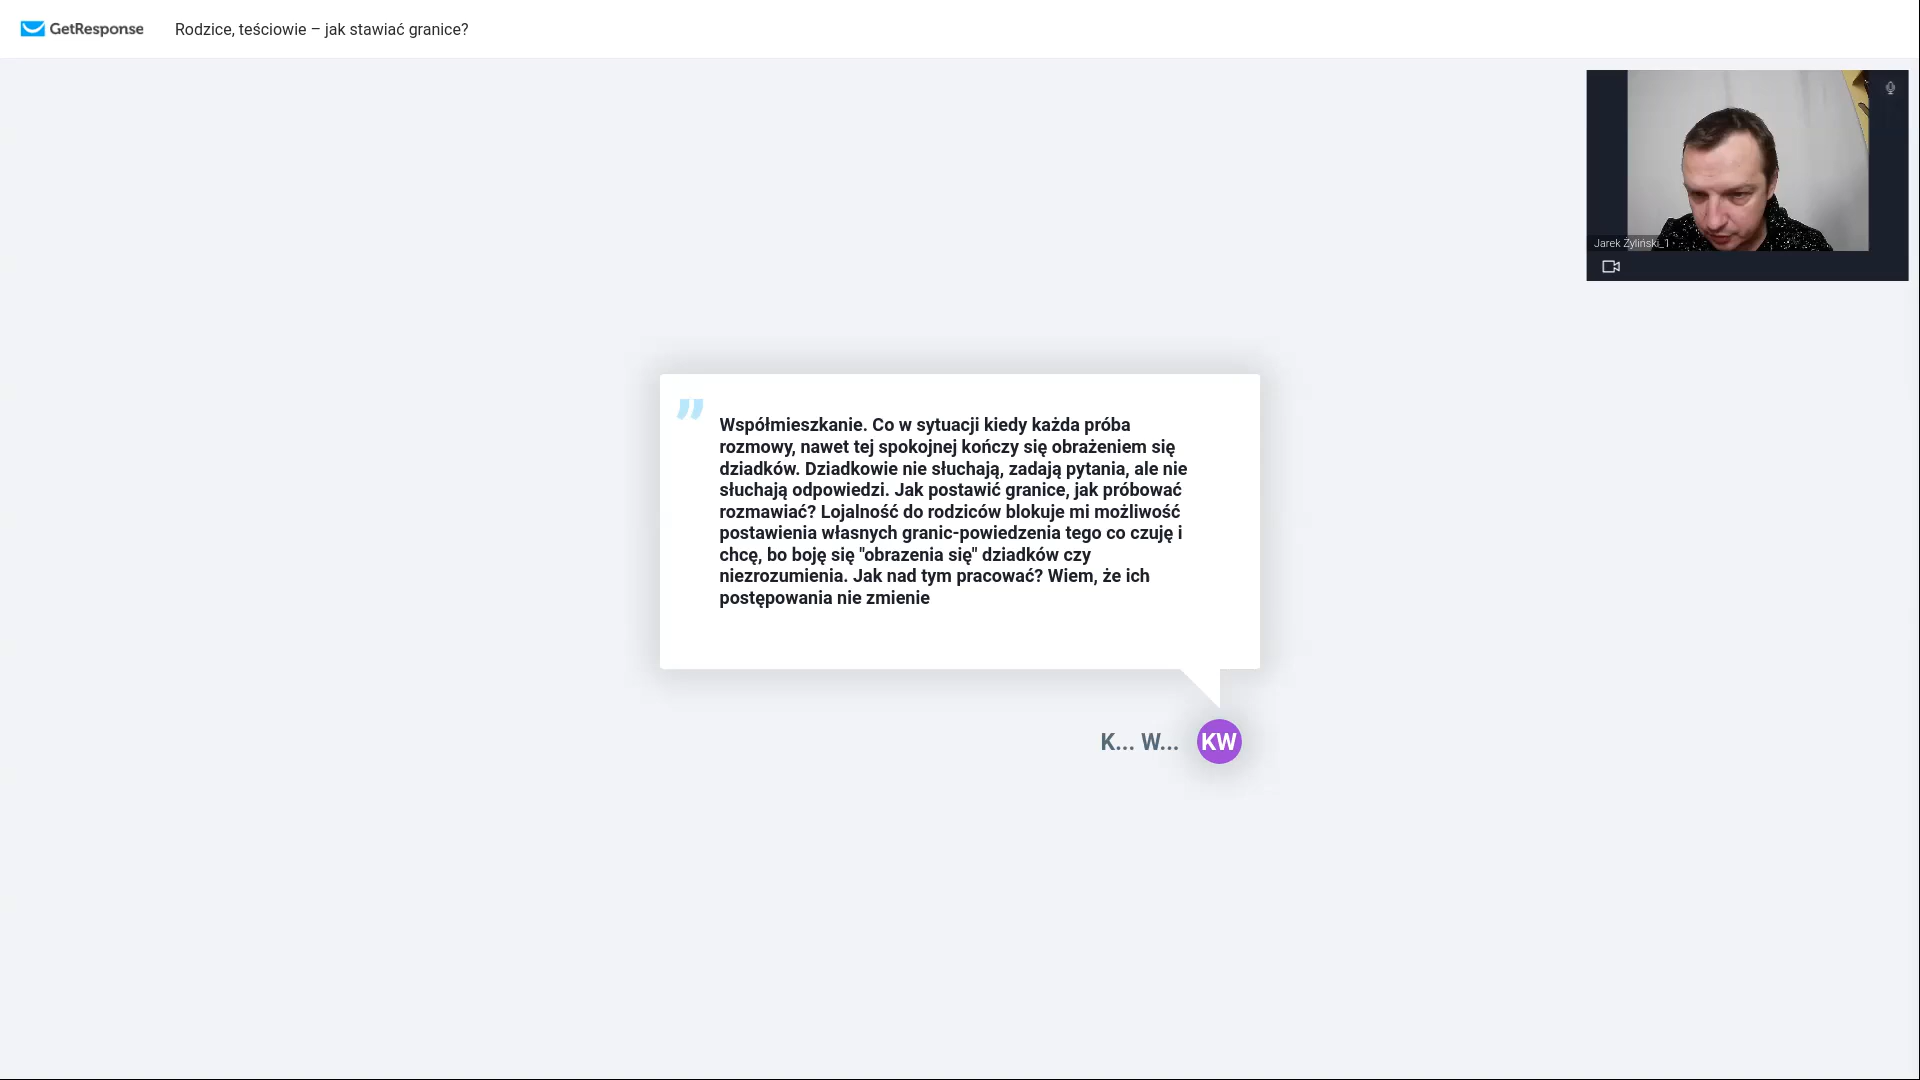 GetResponse
Rodzice, teściowie – jak stawiać granice?
Jarek Żyliński_1
Współmieszkanie. Co w sytuacji kiedy każda próba
rozmowy, nawet tej spokojnej kończy się obrażeniem się
dziadków. Dziadkowie nie słuchają, zadają pytania, ale nie
słuchają odpowiedzi. Jak postawić granice, jak próbować
rozmawiać? Lojalność do rodziców blokuje mi możliwość
postawienia własnych granic-powiedzenia tego co czuję i
chcę, bo boję się "obrazenia się" dziadków czy
niezrozumienia. Jak nad tym pracować? Wiem, że ich
postępowania nie zmienie
K... W...
KW